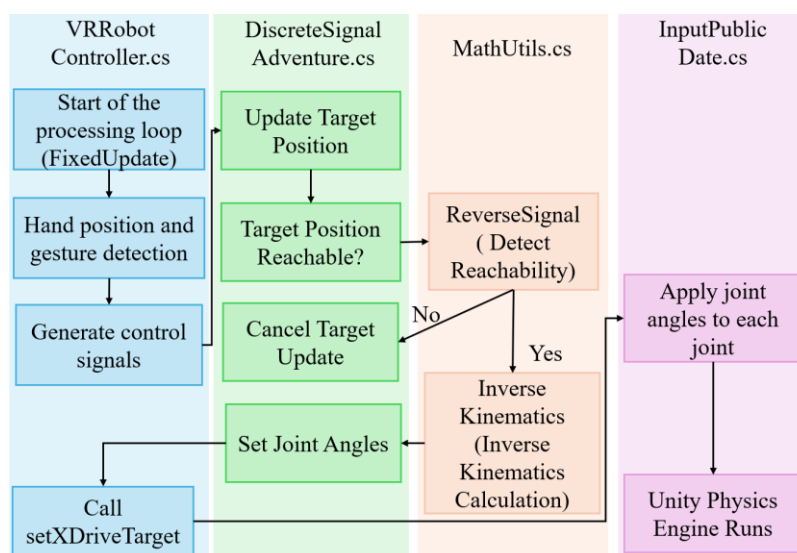 VRRobot
Controller.cs
Start of the
processing loop
(FixedUpdate)
Hand position and
gesture detection
Generate control
signals
Call
setXDriveTarget
DiscreteSignal
Adventure.cs
Update Target
Position
Target Position
Reachable?
Cancel Target
Update
Set Joint Angles
MathUtils.cs
ReverseSignal
( Detect
Reachability)
No
Yes
Inverse
Kinematics
(Inverse
Kinematics
Calculation)
InputPublic
Date.cs
Apply joint
angles to each
joint
Unity Physics
Engine Runs